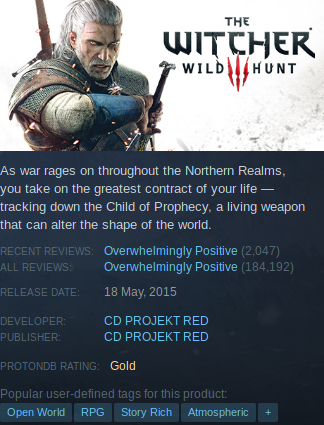 THE
WITCHER
WILD HUNT
As war rages on throughout the Northern Realms,
you take on the greatest contract of your life —
tracking down the Child of Prophecy, a living weapon
that can alter the shape of the world.
RECENT REVIEWS: Overwhelmingly Positive (2,047)
ALL REVIEWS: Overwhelmingly Positive (184,192)
RELEASE DATE: 18 May, 2015
DEVELOPER: CD PROJEKT RED
PUBLISHER: CD PROJEKT RED
PROTONDB RATING: Gold
Popular user-defined tags for this product:
Open World RPG Story Rich Atmospheric +